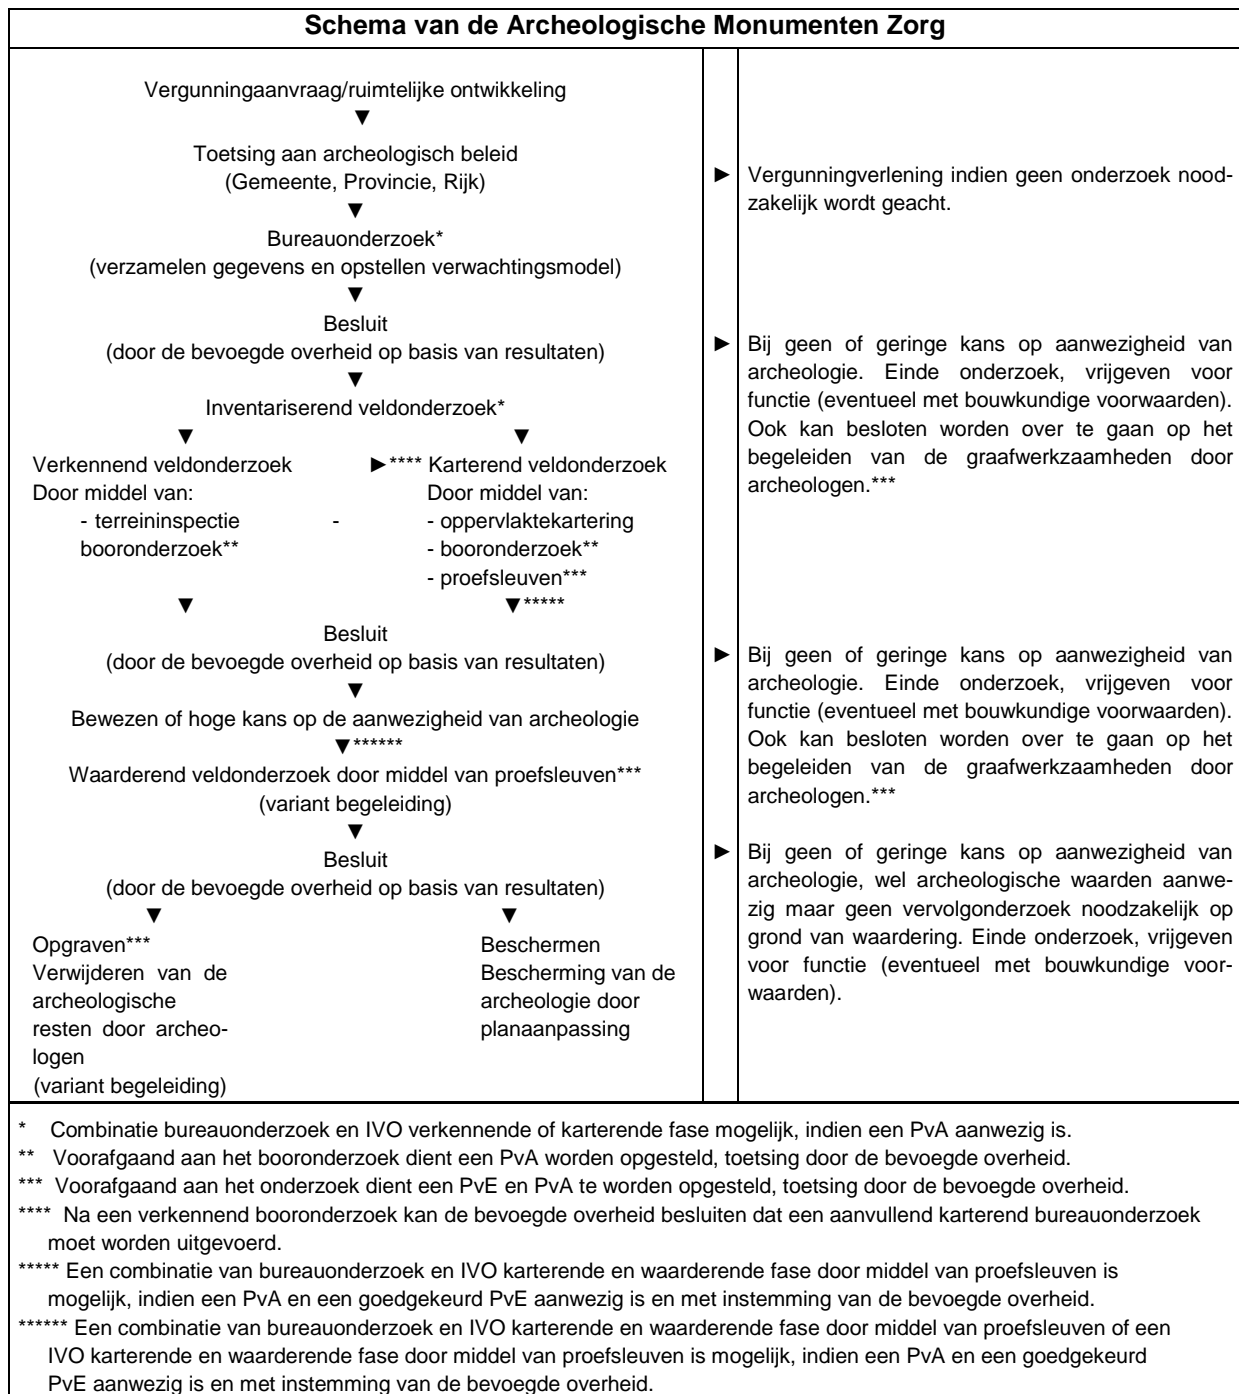 Schema van de Archeologische Monumenten Zorg
Vergunningaanvraag/ruimtelijke ontwikkeling
▼
Toetsing aan archeologisch beleid
(Gemeente, Provincie, Rijk)
▼
Bureauonderzoek*
(verzamelen gegevens en opstellen verwachtingsmodel)
▼
Besluit
(door de bevoegde overheid op basis van resultaten)
▼
Inventariserend veldonderzoek*
▼ ▼
Verkennend veldonderzoek ►**** Karterend veldonderzoek
Door middel van: Door middel van:
- terreininspectie - - oppervlaktekartering
booronderzoek** - booronderzoek**
- proefsleuven***
▼ ▼*****
Besluit
(door de bevoegde overheid op basis van resultaten)
▼
Bewezen of hoge kans op de aanwezigheid van archeologie
▼******
Waarderend veldonderzoek door middel van proefsleuven***
(variant begeleiding)
▼
Besluit
(door de bevoegde overheid op basis van resultaten)
▼ ▼
Opgraven***
Verwijderen van de
archeologische
resten door archeo-
logen
(variant begeleiding)
Beschermen
Bescherming van de
archeologie door
planaanpassing
► Vergunningverlening indien geen onderzoek nood-
zakelijk wordt geacht.
► Bij geen of geringe kans op aanwezigheid van
archeologie. Einde onderzoek, vrijgeven voor
functie (eventueel met bouwkundige voorwaarden).
Ook kan besloten worden over te gaan op het
begeleiden van de graafwerkzaamheden door
archeologen.***
► Bij geen of geringe kans op aanwezigheid van
archeologie. Einde onderzoek, vrijgeven voor
functie (eventueel met bouwkundige voorwaarden).
Ook kan besloten worden over te gaan op het
begeleiden van de graafwerkzaamheden door
archeologen.***
► Bij geen of geringe kans op aanwezigheid van
archeologie, wel archeologische waarden aanwe-
zig maar geen vervolgonderzoek noodzakelijk op
grond van waardering. Einde onderzoek, vrijgeven
voor functie (eventueel met bouwkundige voor-
waarden).
* Combinatie bureauonderzoek en IVO verkennende of karterende fase mogelijk, indien een PvA aanwezig is.
** Voorafgaand aan het booronderzoek dient een PvA worden opgesteld, toetsing door de bevoegde overheid.
*** Voorafgaand aan het onderzoek dient een PvE en PvA te worden opgesteld, toetsing door de bevoegde overheid.
**** Na een verkennend booronderzoek kan de bevoegde overheid besluiten dat een aanvullend karterend bureauonderzoek
moet worden uitgevoerd.
***** Een combinatie van bureauonderzoek en IVO karterende en waarderende fase door middel van proefsleuven is
mogelijk, indien een PvA en een goedgekeurd PvE aanwezig is en met instemming van de bevoegde overheid.
****** Een combinatie van bureauonderzoek en IVO karterende en waarderende fase door middel van proefsleuven of een
IVO karterende en waarderende fase door middel van proefsleuven is mogelijk, indien een PvA en een goedgekeurd
PvE aanwezig is en met instemming van de bevoegde overheid.